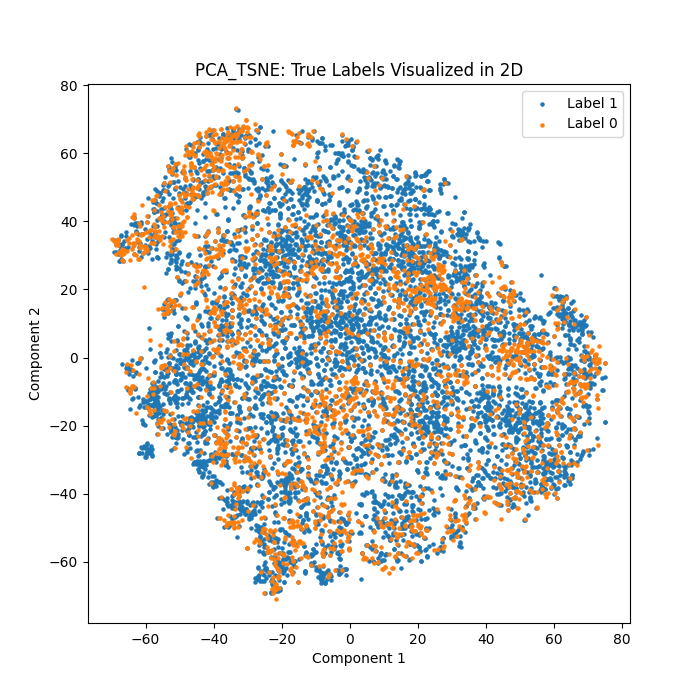 PCA_TSNE: True Labels Visualized in 2D
Label 1
Label 0
80
60
40
20
0
−20
−40
−60
Component 2
−60 −40 −20 0 20 40 60 80
Component 1